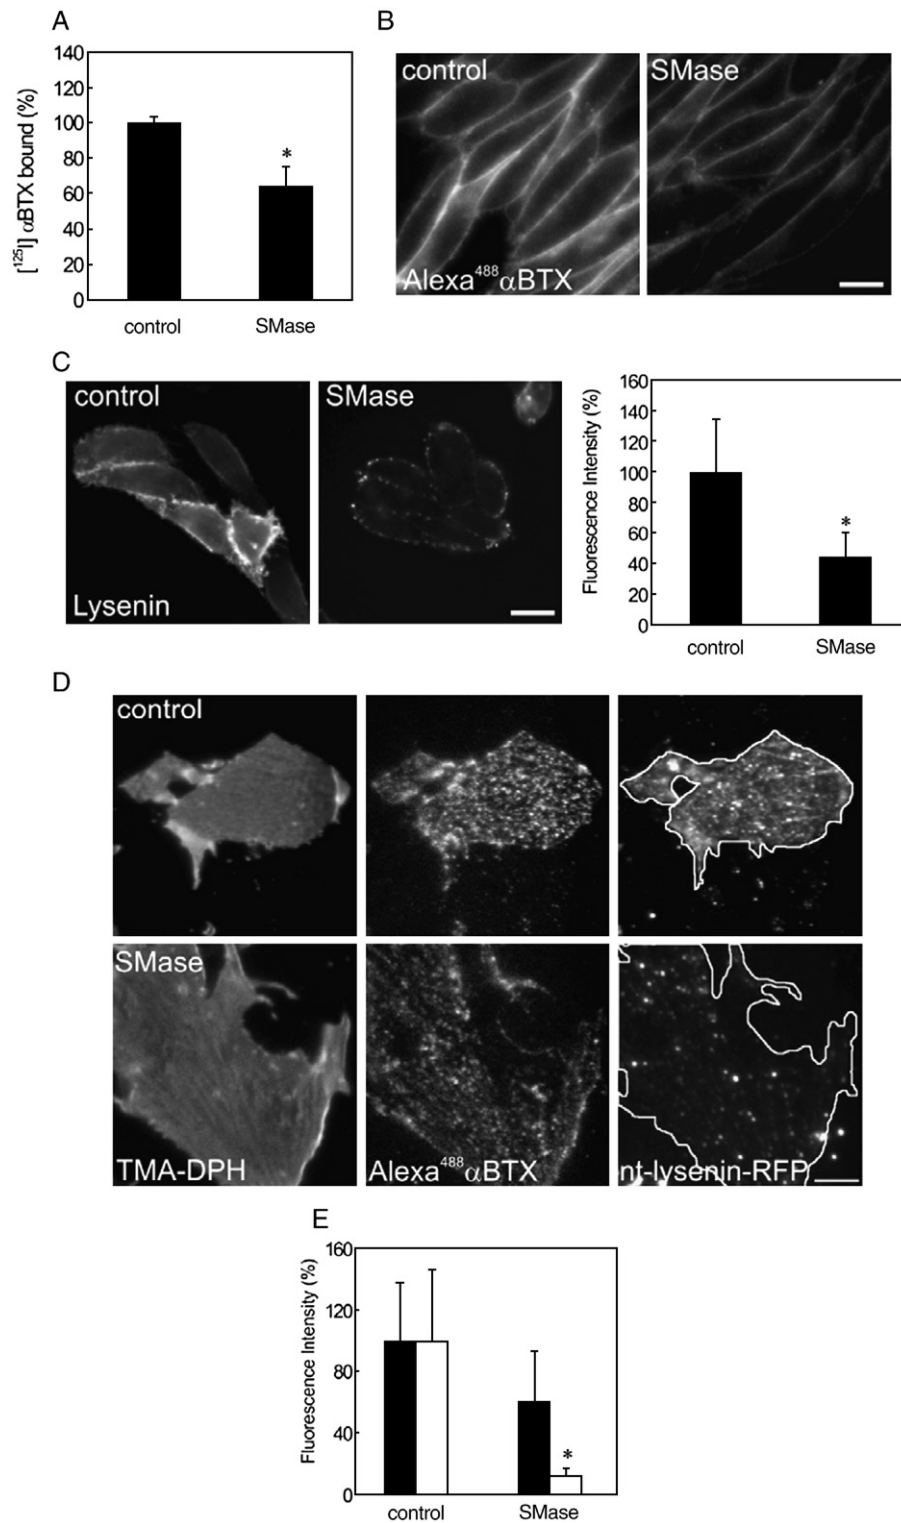 A
[¹²⁵I] αBTX bound (%)
140
120
100
80
60
40
20
0
*
control
SMase
B
control
SMase
Alexa⁴⁸⁸αBTX
C
control
SMase
Lysenin
Fluorescence Intensity (%)
160
140
120
100
80
60
40
20
0
*
control
SMase
D
control
SMase
TMA-DPH
Alexa⁴⁸⁸αBTX
nt-lysenin-RFP
E
Fluorescence Intensity (%)
160
120
80
40
0
*
control
SMase